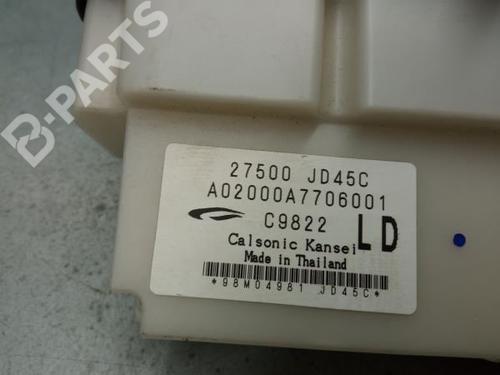 B-PARTS
27500 JD45C
A02000A7706001
C9822 LD
Calsonic Kansei
Made in Thailand
*98M04981 JD45C*